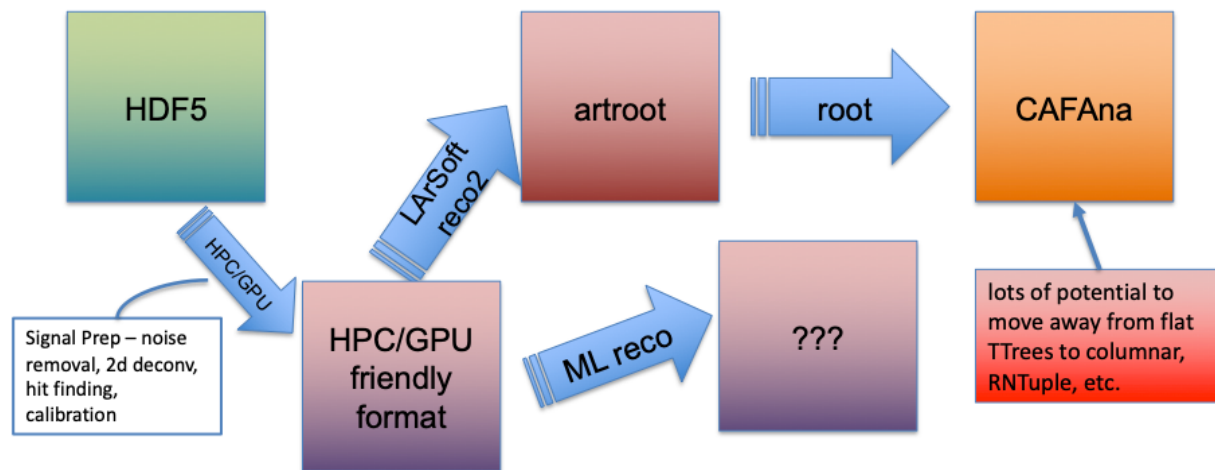 HDF5
artroot
root
CAFAna
LArSoft
reco2
HPC/GPU
Signal Prep – noise
removal, 2d deconv,
hit finding,
calibration
HPC/GPU
friendly
format
ML reco
???
lots of potential to
move away from flat
TTrees to columnar,
RNTuple, etc.